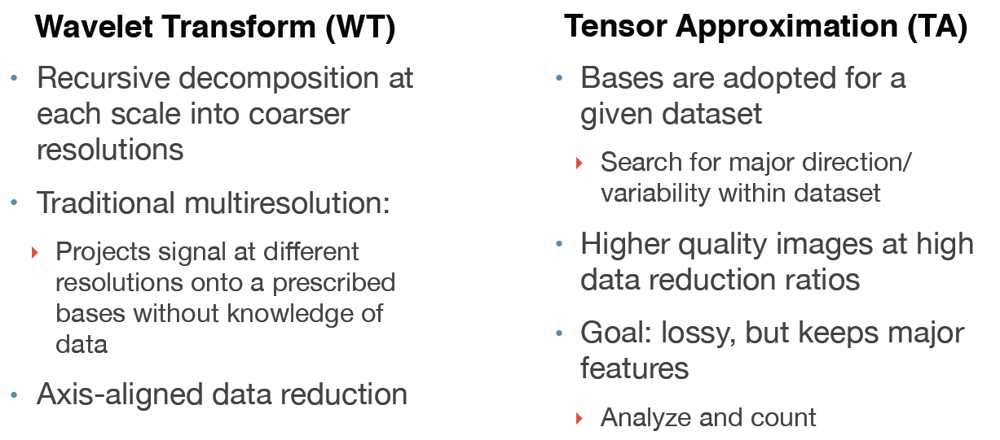 Wavelet Transform (WT)
• Recursive decomposition at
each scale into coarser
resolutions
• Traditional multiresolution:
‣ Projects signal at different
resolutions onto a prescribed
bases without knowledge of
data
• Axis-aligned data reduction
Tensor Approximation (TA)
• Bases are adopted for a
given dataset
‣ Search for major direction/
variability within dataset
• Higher quality images at high
data reduction ratios
• Goal: lossy, but keeps major
features
‣ Analyze and count